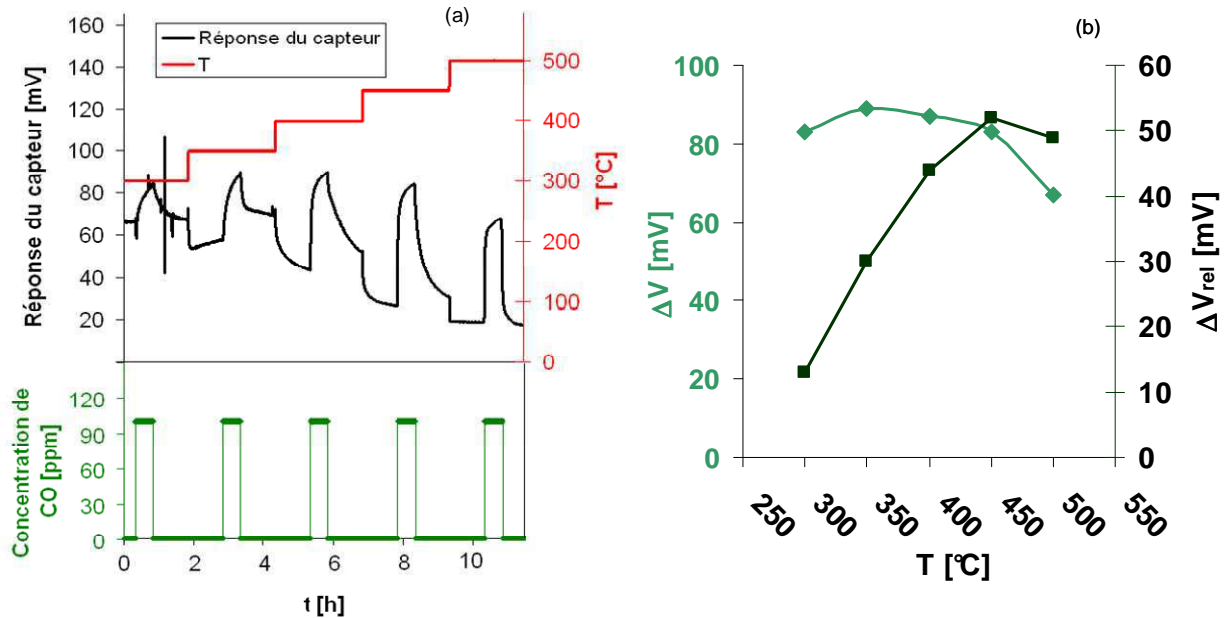 (a)
Réponse du capteur
T
Réponse du capteur [mV]
160
140
120
100
80
60
40
20
T [°C]
500
400
300
200
100
0
Concentration de
CO [ppm]
120
90
60
30
0
0 2 4 6 8 10
t [h]
(b)
ΔV [mV]
100
80
60
40
20
0
ΔVrel [mV]
60
50
40
30
20
10
0
250 300 350 400 450 500 550
T [°C]